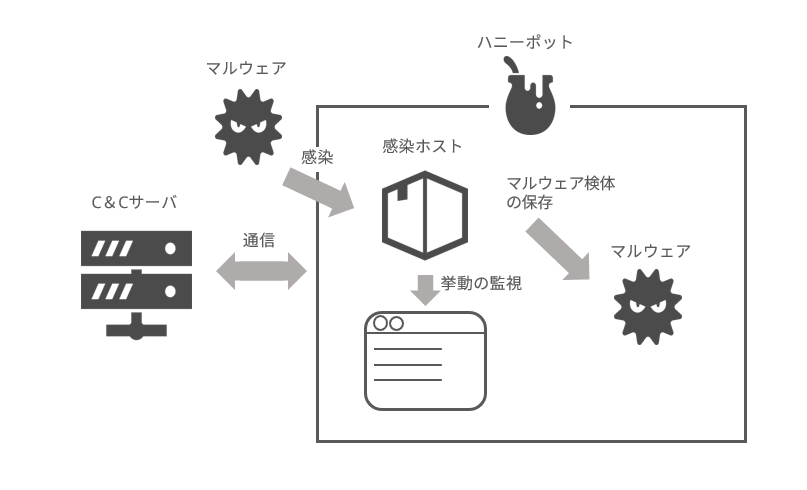 ハニーポット
マルウェア
感染ホスト
感染
マルウェア検体
の保存
C＆Cサーバ
通信
マルウェア
挙動の監視